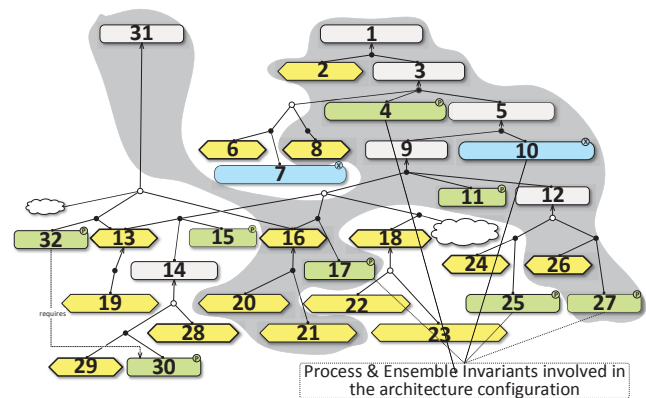 31
1
2
3
4
P
5
6
8
7
X
9
10
X
11
P
12
32
P
13
15
P
16
18
14
17
P
24
26
19
20
22
25
P
27
P
requires
28
21
23
29
30
P
Process & Ensemble Invariants involved in
the architecture configuration